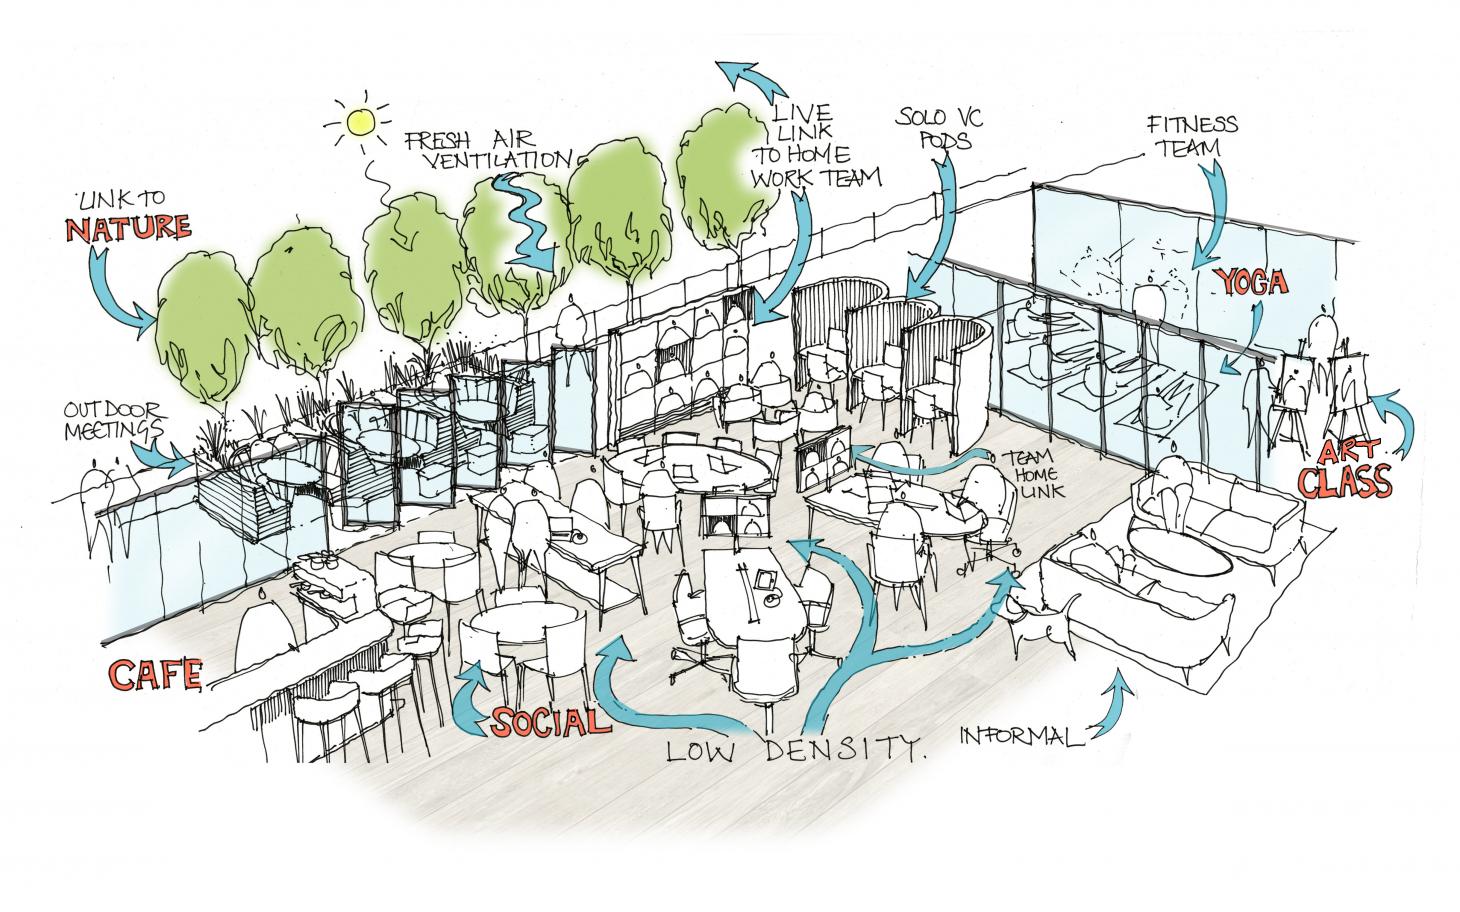 LINK TO
NATURE
FRESH AIR
VENTILATION
LIVE
LINK
TO HOME
WORK TEAM
SOLO VC
PODS
FITNESS
TEAM
YOGA
OUTDOOR
MEETINGS
TEAM
HOME
LINK
ART
CLASS
CAFE
SOCIAL
LOW DENSITY.
INFORMAL